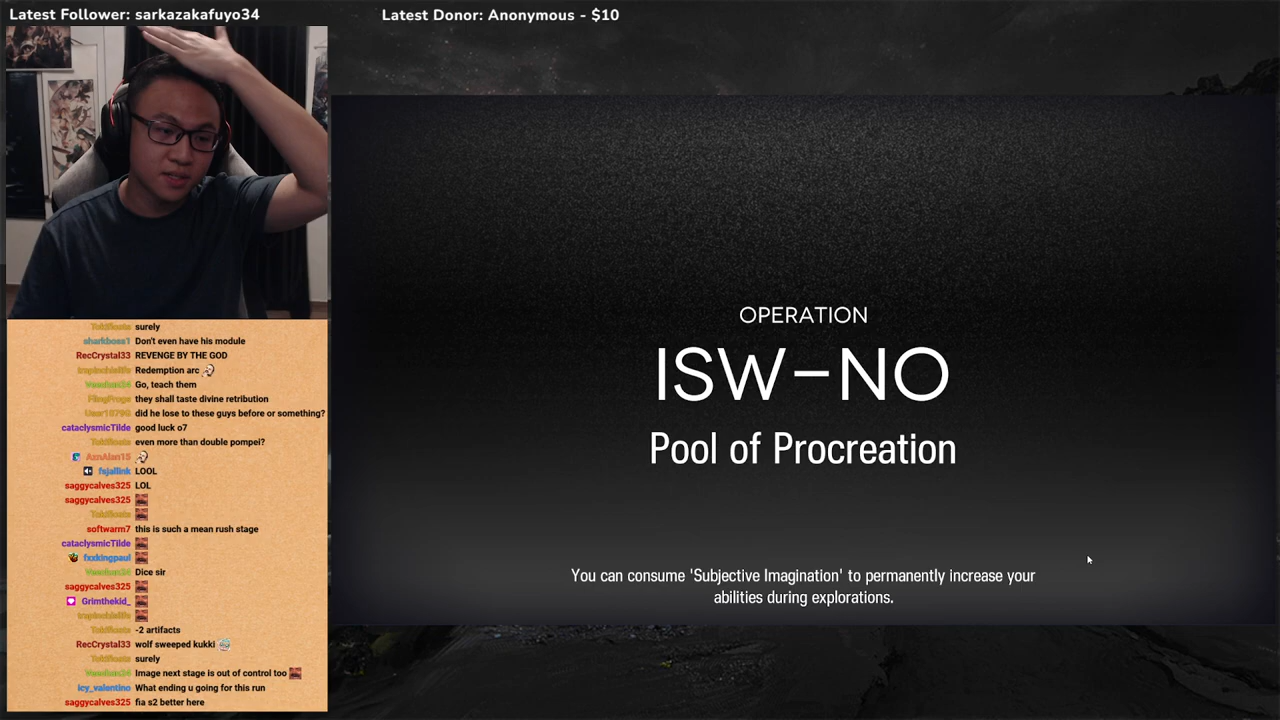 Latest Follower: sarkazakafuyo34
Latest Donor: Anonymous - $10
surely
sharkboss1 Don't even have his module
RecCrystal33 REVENGE BY THE GOD
Redemption arc
Go, teach them
they shall taste divine retribution
did he lose to these guys before or something?
cataclysmicTilde good luck o7
even more than double pompei?
AznAlan15
fsjallink LOOL
saggycalves325 LOL
saggycalves325
softwarm7 this is such a mean rush stage
cataclysmicTilde
fxxkingpaul
Dice sir
saggycalves325
Grimthekid_
-2 artifacts
RecCrystal33 wolf sweeped kukki
surely
Image next stage is out of control too
icy_valentino What ending u going for this run
saggycalves325 fia s2 better here
OPERATION
ISW-NO
Pool of Procreation
You can consume 'Subjective Imagination' to permanently increase your
abilities during explorations.